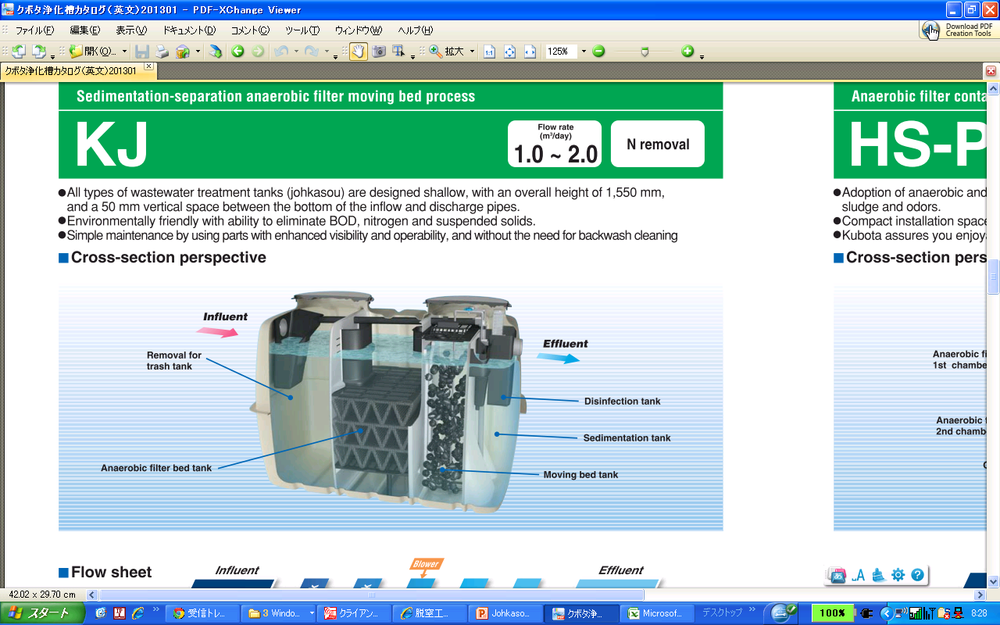 クボタ浄化槽カタログ(英文)201301 - PDF-XChange Viewer
ファイル(F) 編集(E) 表示(V) ドキュメント(D) コメント(C) ツール(T) ウィンドウ(W) ヘルプ(H)
Download PDF
Creation Tools
開く(O)... 拡大 125%
クボタ浄化槽カタログ(英文)201301
Sedimentation-separation anaerobic filter moving bed process
KJ
Flow rate
(m³/day)
1.0 ~ 2.0
N removal
●All types of wastewater treatment tanks (johkasou) are designed shallow, with an overall height of 1,550 mm,
and a 50 mm vertical space between the bottom of the inflow and discharge pipes.
●Environmentally friendly with ability to eliminate BOD, nitrogen and suspended solids.
●Simple maintenance by using parts with enhanced visibility and operability, and without the need for backwash cleaning
■Cross-section perspective
Influent
Removal for
trash tank
Anaerobic filter bed tank
Effluent
Disinfection tank
Sedimentation tank
Moving bed tank
■Flow sheet
Influent
Blower
Effluent
Anaerobic filter conta
HS-P
●Adoption of anaerobic and
sludge and odors.
●Compact installation space
●Kubota assures you enjoy
■Cross-section pers
Anaerobic fi
1st chambe
Anaerobic f
2nd chamb
42.02 x 29.70 cm
スタート
受信トレ...
3 Windo...
クライアン...
脱窒工...
Johkaso...
クボタ浄...
Microsof...
デスクトップ
100%
8:28